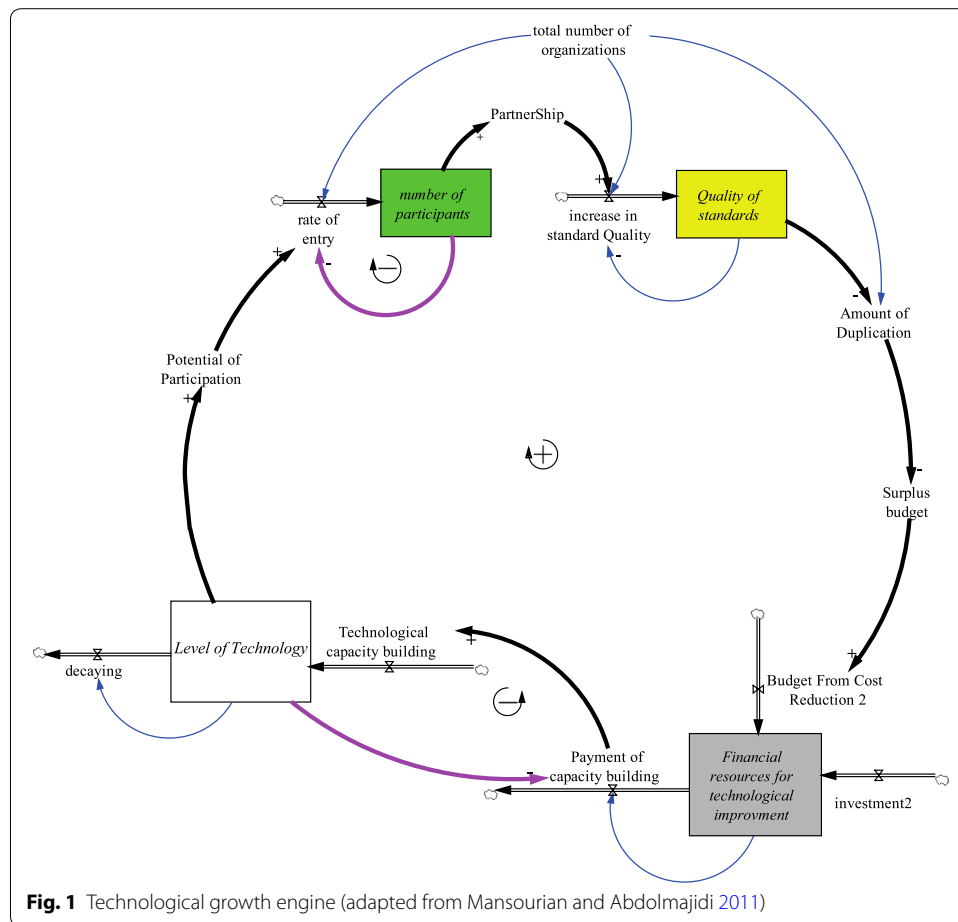 total number of
organizations
PartnerShip
+
number of
participants
Quality of
standards
+
rate of
entry
increase in
standard Quality
+
-
-
-
Amount of
Duplication
Potential of
Participation
+
+
-
Surplus
budget
Level of Technology
Technological
capacity building
+
decaying
+
Budget From Cost
Reduction 2
Payment of
capacity building
-
Financial
resources for
technological
improvment
investment2
Fig. 1 Technological growth engine (adapted from Mansourian and Abdolmajidi 2011)